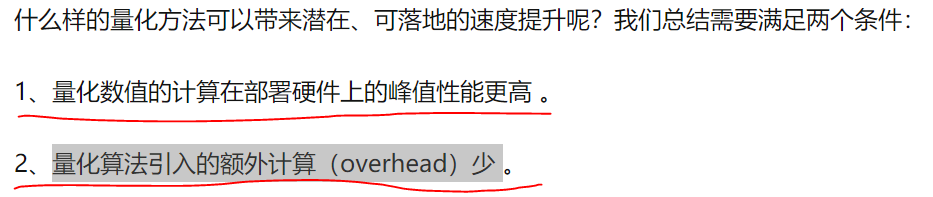 什么样的量化方法可以带来潜在、可落地的速度提升呢？我们总结需要满足两个条件：
1、量化数值的计算在部署硬件上的峰值性能更高 。
2、量化算法引入的额外计算（overhead）少 。